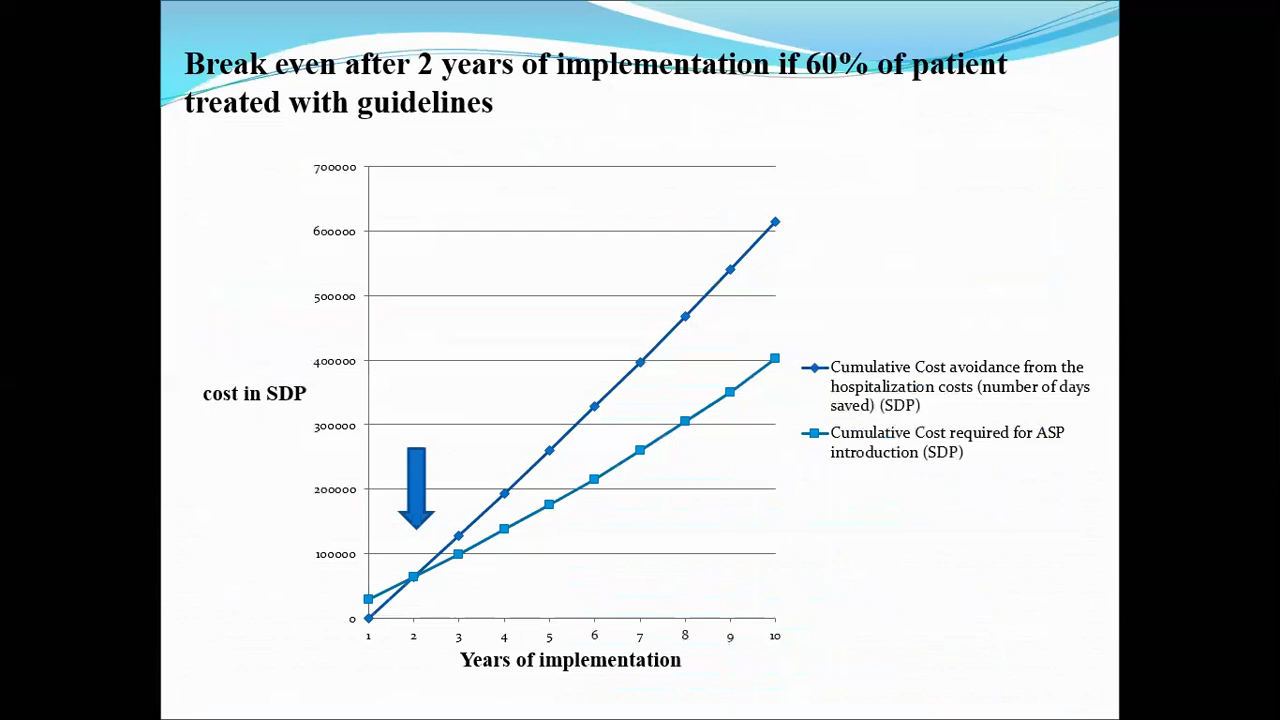 Break even after 2 years of implementation if 60% of patient
treated with guidelines
700000
600000
500000
400000
300000
200000
100000
0
cost in SDP
1 2 3 4 5 6 7 8 9 10
Years of implementation
Cumulative Cost avoidance from the
hospitalization costs (number of days
saved) (SDP)
Cumulative Cost required for ASP
introduction (SDP)